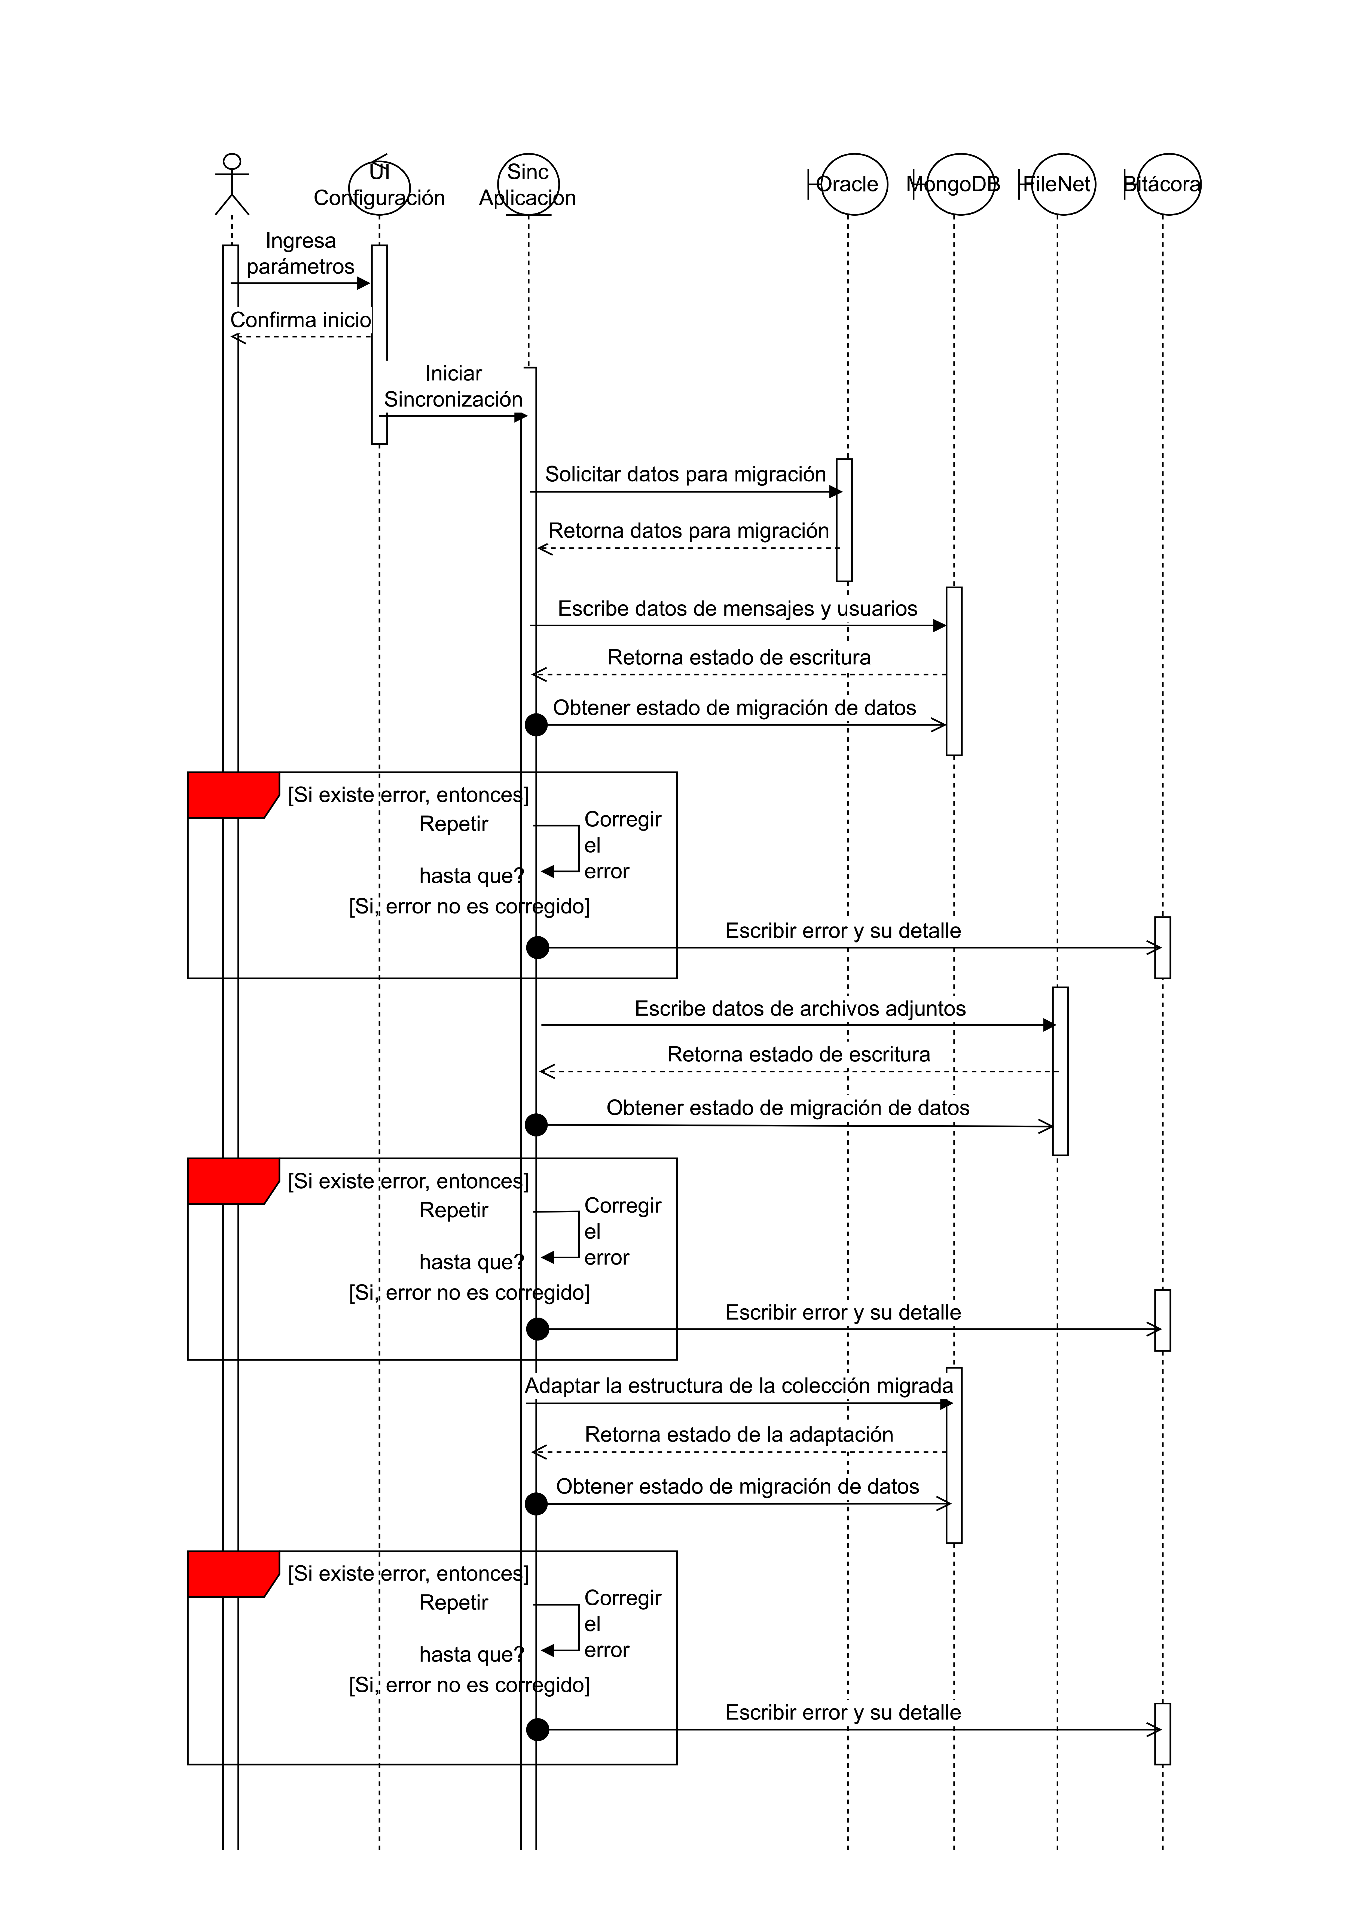 UI
Configuración
Sinc
Aplicación
Oracle
MongoDB
FileNet
Bitácora
Ingresa
parámetros
Confirma inicio
Iniciar
Sincronización
Solicitar datos para migración
Retorna datos para migración
Escribe datos de mensajes y usuarios
Retorna estado de escritura
Obtener estado de migración de datos
[Si existe error, entonces]
Repetir
Corregir
el
error
hasta que?
[Si, error no es corregido]
Escribir error y su detalle
Escribe datos de archivos adjuntos
Retorna estado de escritura
Obtener estado de migración de datos
[Si existe error, entonces]
Repetir
Corregir
el
error
hasta que?
[Si, error no es corregido]
Escribir error y su detalle
Adaptar la estructura de la colección migrada
Retorna estado de la adaptación
Obtener estado de migración de datos
[Si existe error, entonces]
Repetir
Corregir
el
error
hasta que?
[Si, error no es corregido]
Escribir error y su detalle